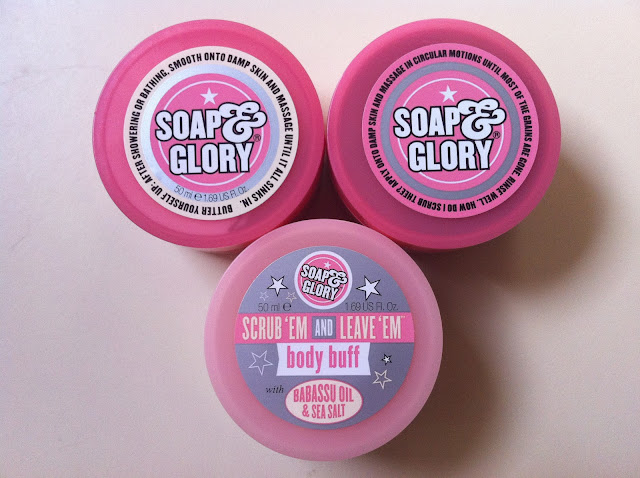 BUTTER YOURSELF UP: AFTER SHOWERING OR BATHING, SMOOTH ONTO DAMP SKIN AND MASSAGE UNTIL IT ALL SINKS IN.
SOAP &
GLORY®
50 ml e 1.69 US FL Oz.
HOW DO I SCRUB THEE? APPLY ONTO DAMP SKIN AND MASSAGE IN CIRCULAR MOTIONS UNTIL MOST OF THE GRAINS ARE GONE. RINSE WELL.
SOAP &
GLORY®
SOAP &
GLORY
50 ml e 1.69 US FL. Oz.
SCRUB 'EM AND LEAVE 'EM™
body buff
with
BABASSU OIL
& SEA SALT